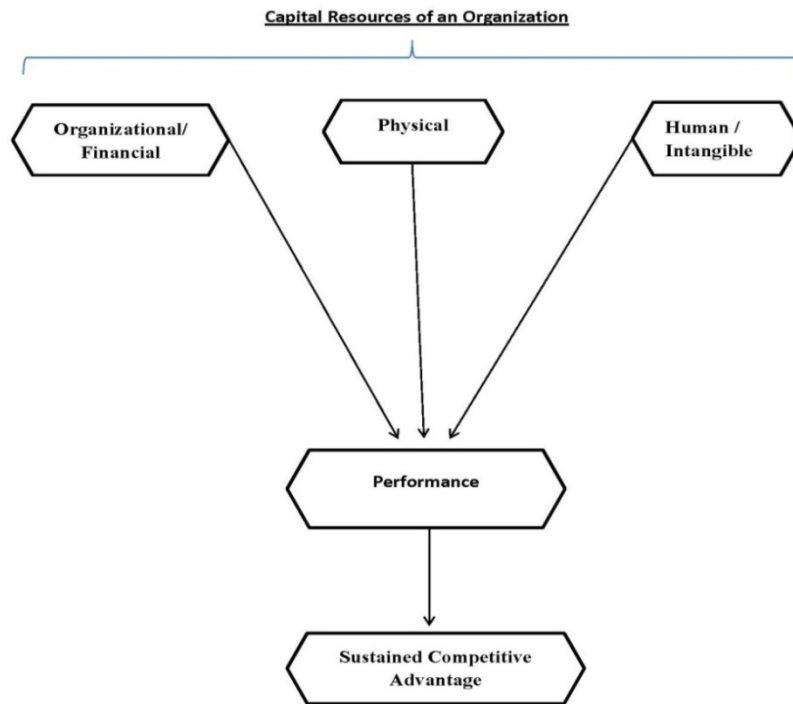 Capital Resources of an Organization
Organizational/
Financial
Physical
Human /
Intangible
Performance
Sustained Competitive
Advantage